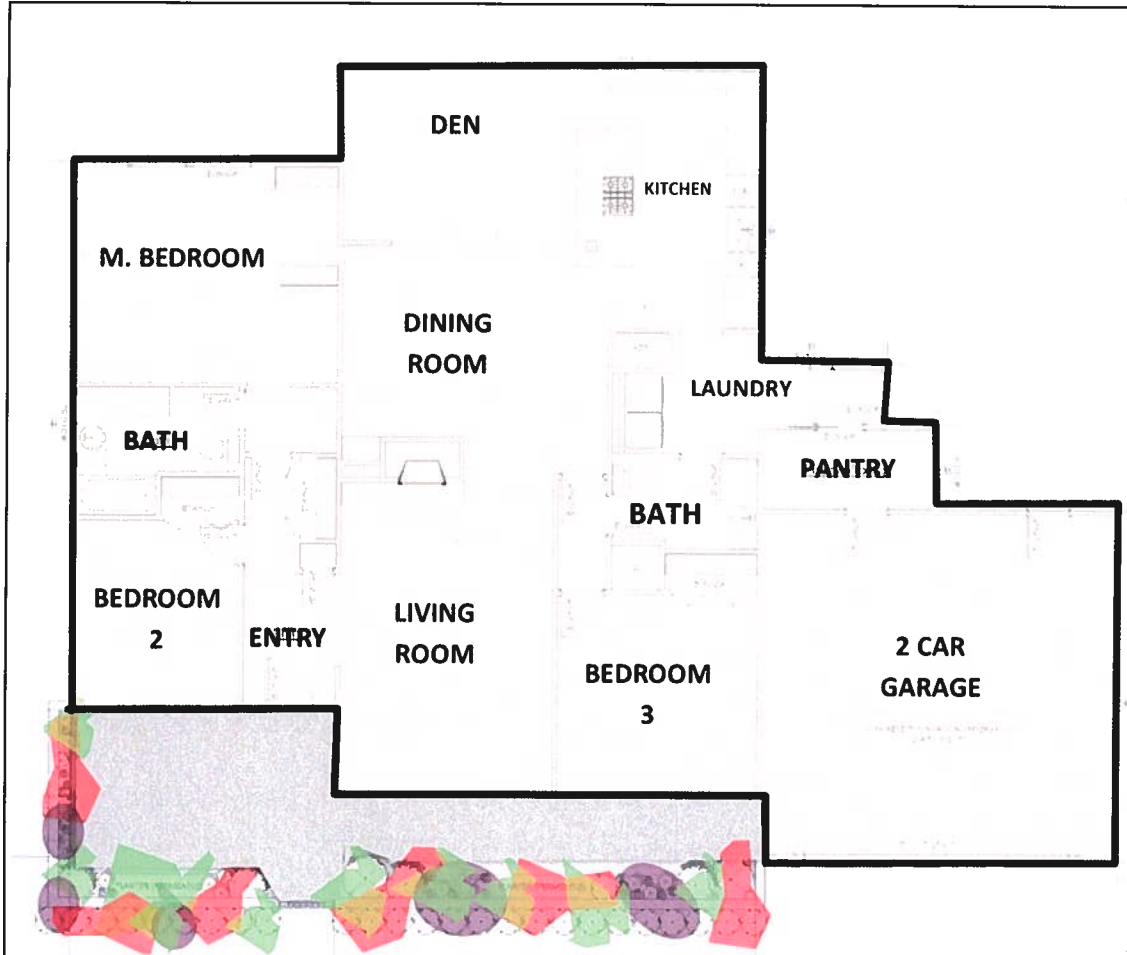 DEN
KITCHEN
M. BEDROOM
DINING
ROOM
LAUNDRY
BATH
PANTRY
BATH
BEDROOM
2
ENTRY
LIVING
ROOM
BEDROOM
3
2 CAR
GARAGE